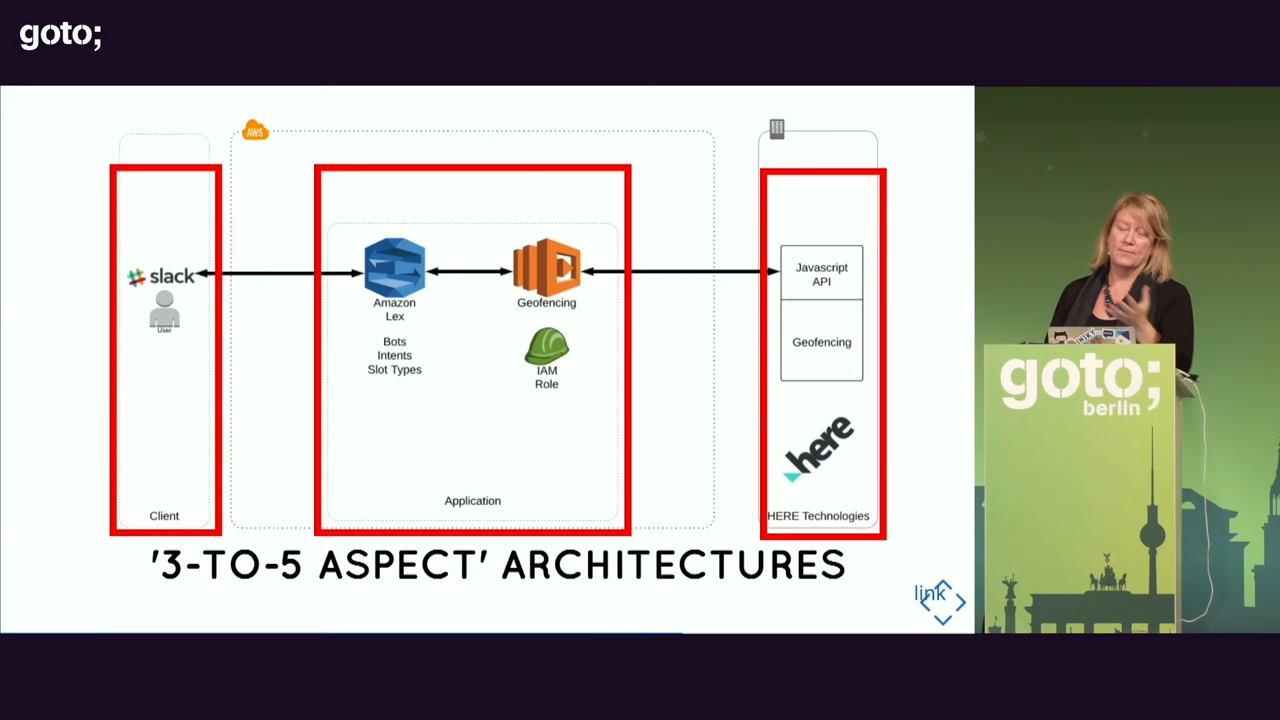 goto;
AWS
slack
User
Client
Amazon
Lex
Bots
Intents
Slot Types
Geofencing
IAM
Role
Application
Javascript
API
Geofencing
here
HERE Technologies
'3-TO-5 ASPECT' ARCHITECTURES
link
goto;
berlin